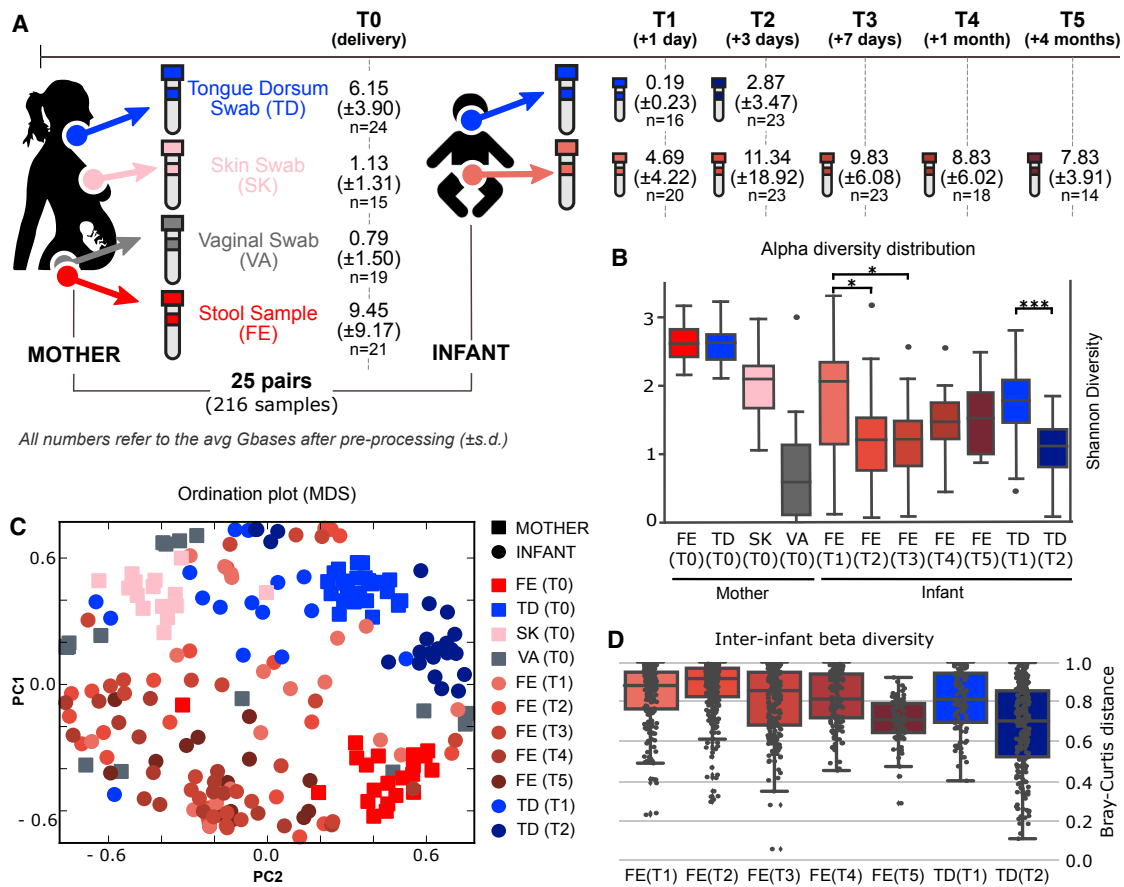 A
T0
(delivery)
T1
(+1 day)
T2
(+3 days)
T3
(+7 days)
T4
(+1 month)
T5
(+4 months)
Tongue Dorsum
Swab (TD)
6.15
(±3.90)
n=24
0.19
(±0.23)
n=16
2.87
(±3.47)
n=23
Skin Swab
(SK)
1.13
(±1.31)
n=15
4.69
(±4.22)
n=20
11.34
(±18.92)
n=23
9.83
(±6.08)
n=23
8.83
(±6.02)
n=18
7.83
(±3.91)
n=14
Vaginal Swab
(VA)
0.79
(±1.50)
n=19
Stool Sample
(FE)
9.45
(±9.17)
n=21
MOTHER
INFANT
25 pairs
(216 samples)
All numbers refer to the avg Gbases after pre-processing (±s.d.)
B
Alpha diversity distribution
*
*
***
3
2
1
0
Shannon Diversity
FE TD SK VA FE FE FE FE FE TD TD
(T0) (T0) (T0) (T0) (T1) (T2) (T3) (T4) (T5) (T1) (T2)
Mother
Infant
C
Ordination plot (MDS)
0.6
0.0
- 0.6
PC1
- 0.6
0.0
0.6
PC2
MOTHER
INFANT
FE (T0)
TD (T0)
SK (T0)
VA (T0)
FE (T1)
FE (T2)
FE (T3)
FE (T4)
FE (T5)
TD (T1)
TD (T2)
D
Inter-infant beta diversity
1.0
0.8
0.6
0.4
0.2
0.0
Bray-Curtis distance
FE(T1) FE(T2) FE(T3) FE(T4) FE(T5) TD(T1) TD(T2)